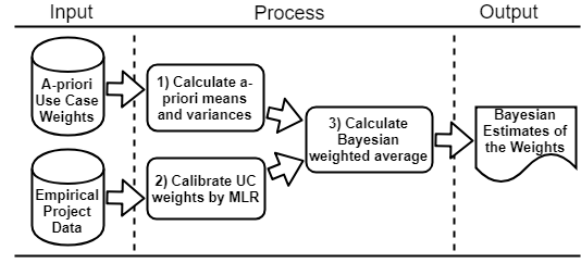 Input
Process
Output
A-priori
Use Case
Weights
1) Calculate a-
priori means
and variances
Empirical
Project
Data
2) Calibrate UC
weights by MLR
3) Calculate
Bayesian
weighted average
Bayesian
Estimates of
the Weights